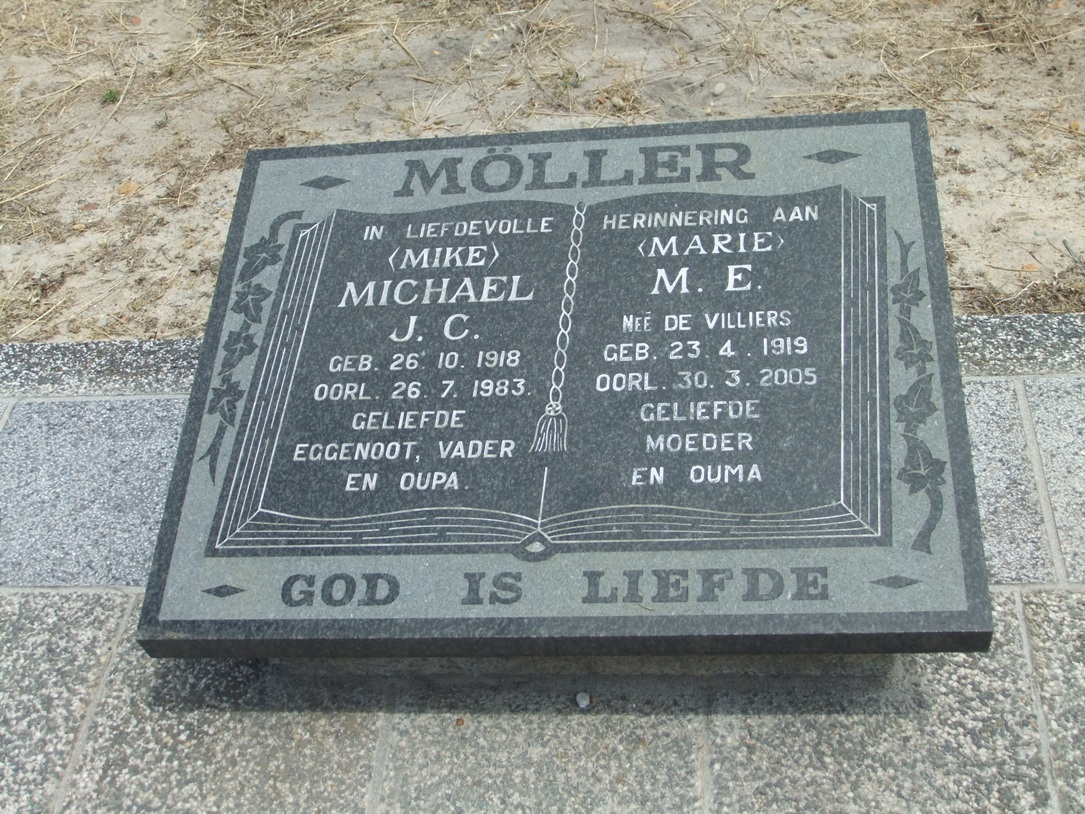 MÖLLER
IN LIEFDEVOLLE HERINNERING AAN
<MIKE>
MICHAEL
J. C.
GEB. 26 10. 1918
OORL. 26. 7. 1983.
GELIEFDE
EGGENOOT, VADER
EN OUPA.
<MARIE>
M. E.
NEÉ DE VILLIERS
GEB. 23. 4. 1919
OORL. 30. 3. 2005
GELIEFDE
MOEDER
EN OUMA
GOD IS LIEFDE